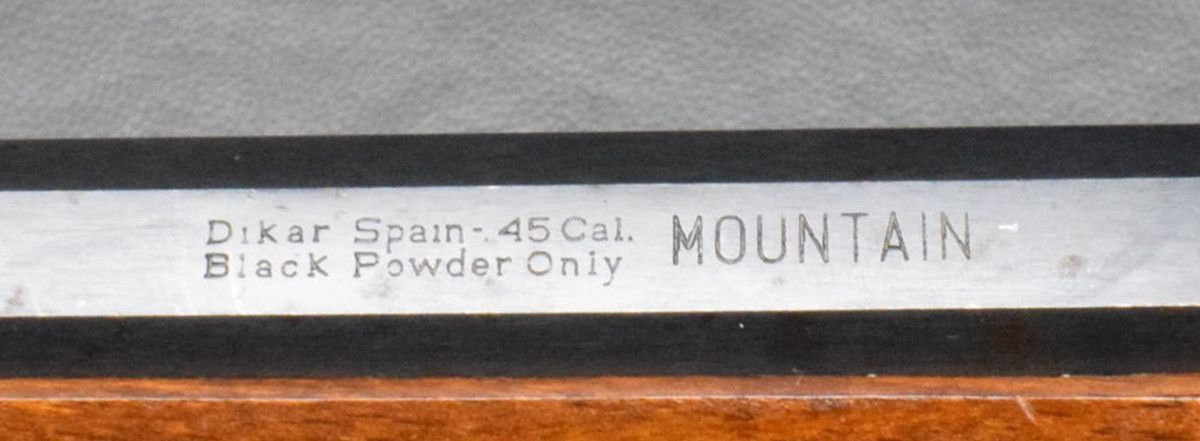 Dikar Spain-.45 Cal.
Black Powder Only
MOUNTAIN